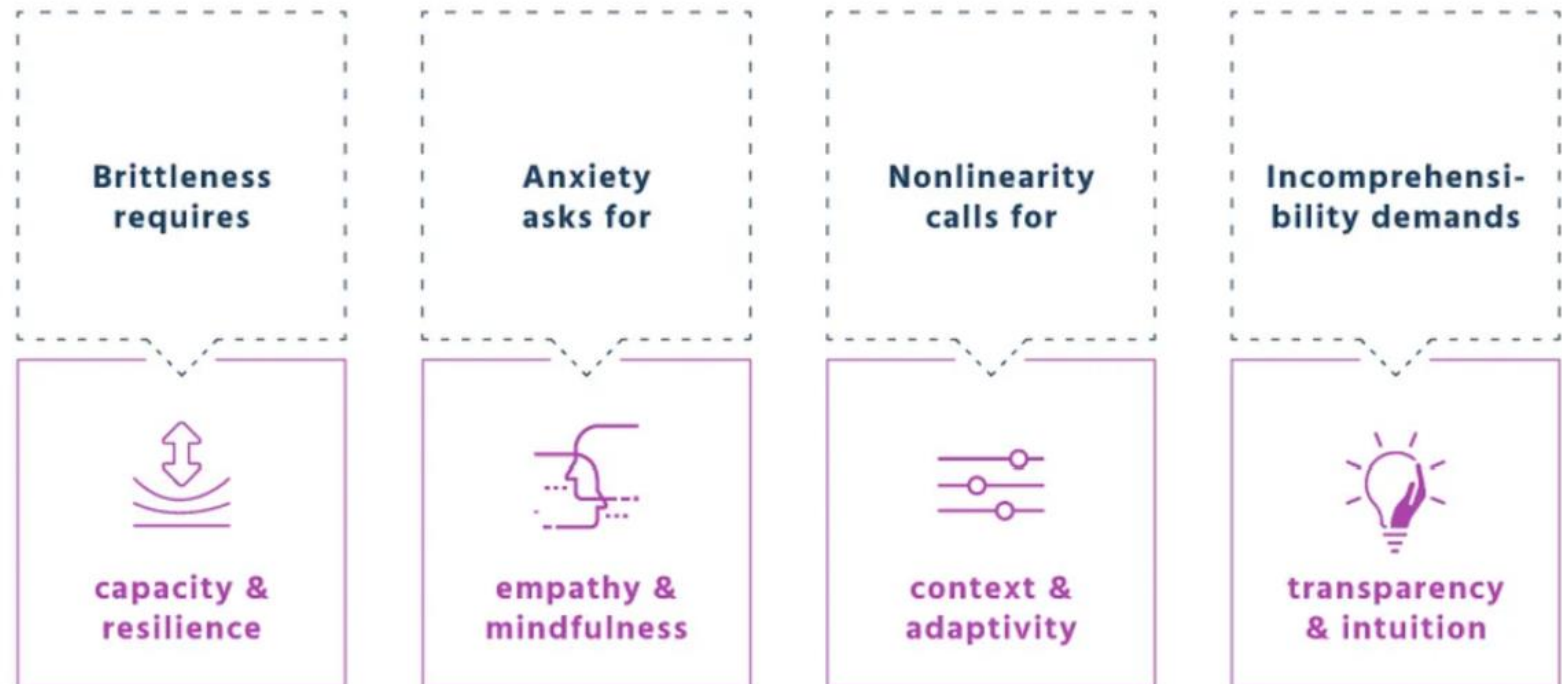 Brittleness
requires
Anxiety
asks for
Nonlinearity
calls for
Incomprehensi-
bility demands
capacity &
resilience
empathy &
mindfulness
context &
adaptivity
transparency
& intuition